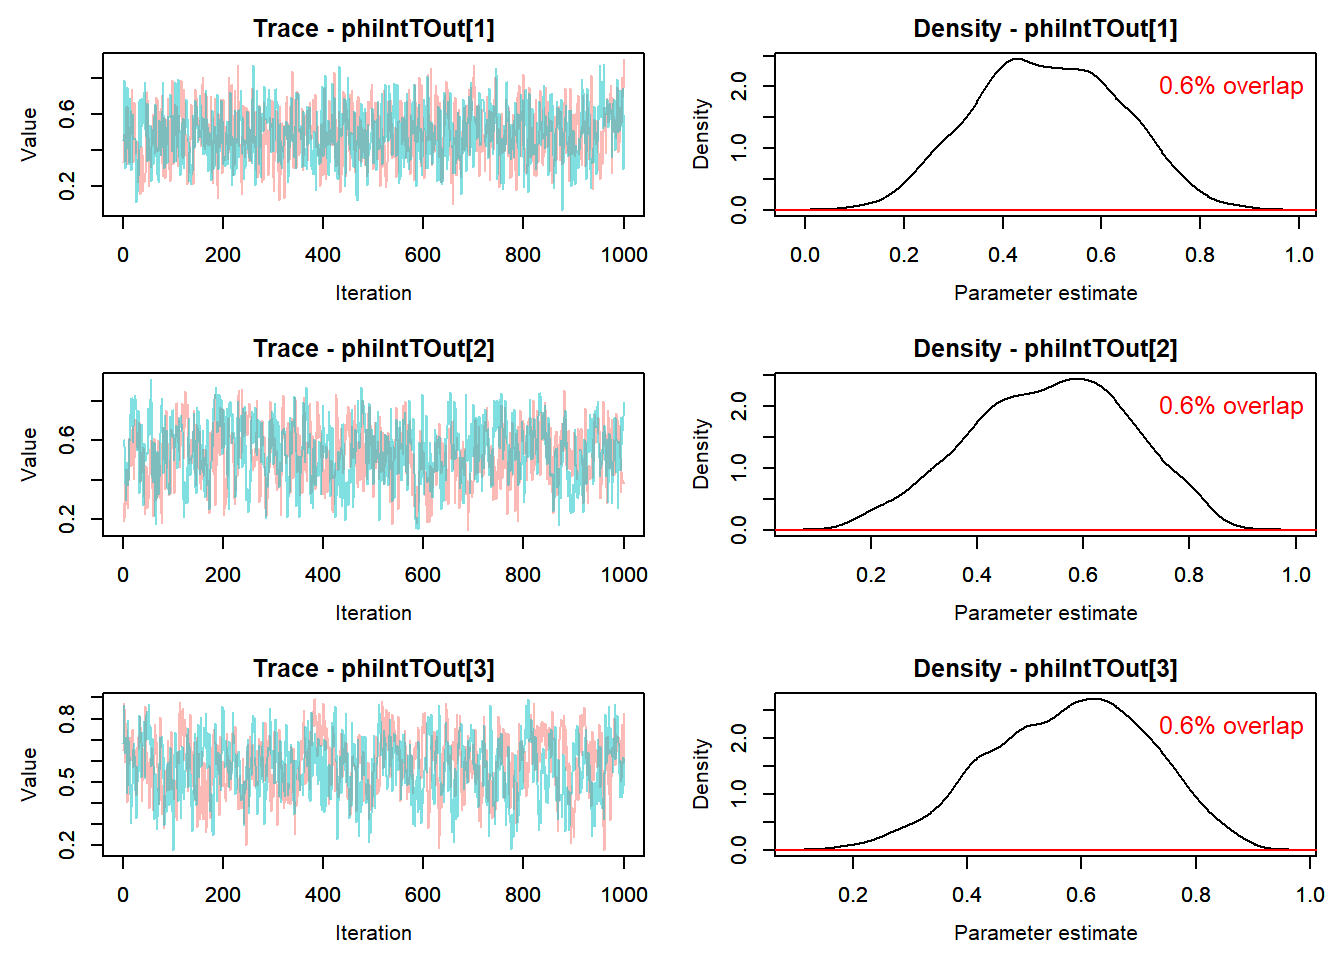 Trace - phiIntTOut[1]
Value
0.2
0.6
0
200
400
600
800
1000
Iteration
Density - phiIntTOut[1]
0.6% overlap
Density
0.0
1.0
2.0
0.0
0.2
0.4
0.6
0.8
1.0
Parameter estimate
Trace - phiIntTOut[2]
Value
0.2
0.6
0
200
400
600
800
1000
Iteration
Density - phiIntTOut[2]
0.6% overlap
Density
0.0
1.0
2.0
0.2
0.4
0.6
0.8
1.0
Parameter estimate
Trace - phiIntTOut[3]
Value
0.2
0.5
0.8
0
200
400
600
800
1000
Iteration
Density - phiIntTOut[3]
0.6% overlap
Density
0.0
1.0
2.0
0.2
0.4
0.6
0.8
1.0
Parameter estimate